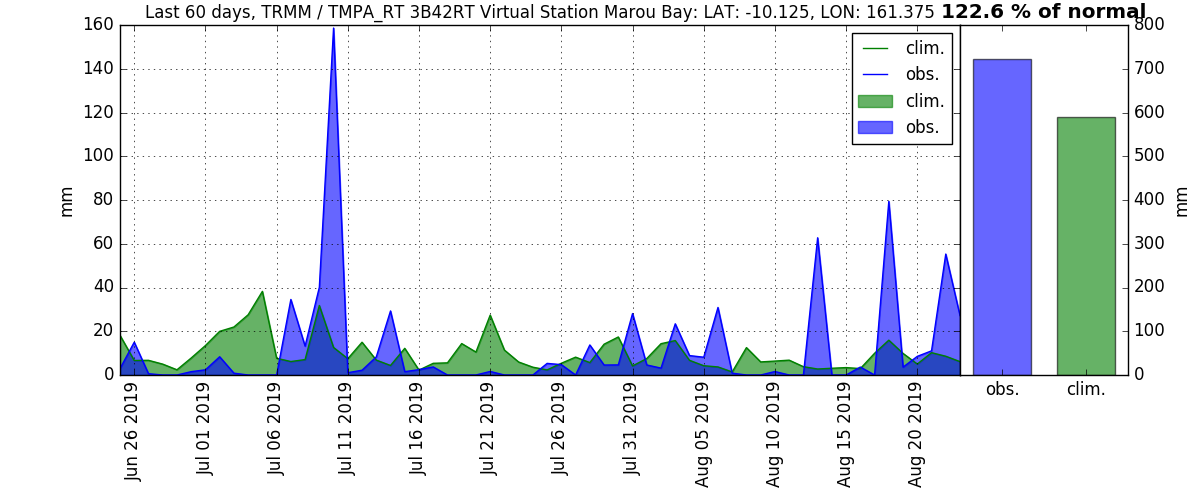 Last 60 days, TRMM / TMPA_RT 3B42RT Virtual Station Marou Bay: LAT: -10.125, LON: 161.375 122.6 % of normal
160
140
120
100
80
60
40
20
0
mm
clim.
obs.
clim.
obs.
800
700
600
500
400
300
200
100
0
mm
Jun 26 2019
Jul 01 2019
Jul 06 2019
Jul 11 2019
Jul 16 2019
Jul 21 2019
Jul 26 2019
Jul 31 2019
Aug 05 2019
Aug 10 2019
Aug 15 2019
Aug 20 2019
obs.
clim.